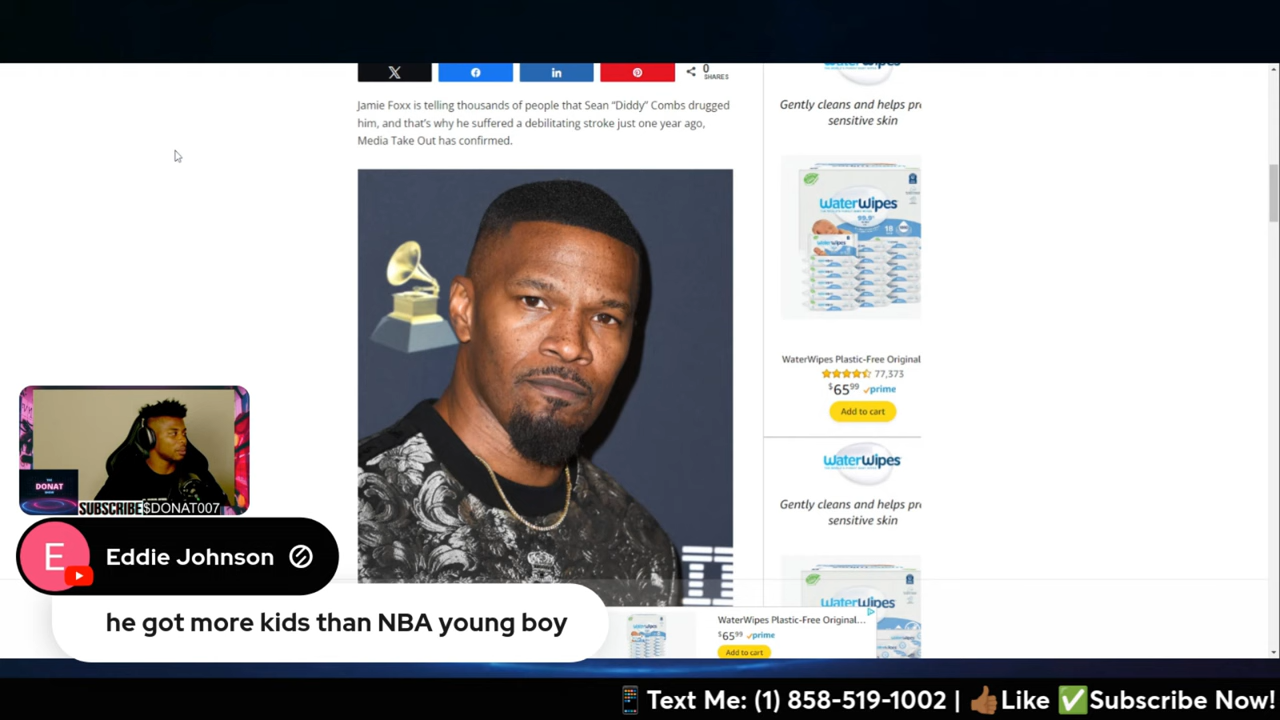 0
SHARES
Jamie Foxx is telling thousands of people that Sean “Diddy” Combs drugged
him, and that's why he suffered a debilitating stroke just one year ago,
Media Take Out has confirmed.
Gently cleans and helps pr
sensitive skin
WaterWipes
WaterWipes Plastic-Free Original
77,373
$65⁹⁹ prime
Add to cart
WaterWipes
Gently cleans and helps pr
sensitive skin
WaterWipes
THE
DONAT
SHOW
SUBSCRIBE $DONAT007
E
Eddie Johnson
he got more kids than NBA young boy
WaterWipes Plastic-Free Original...
$65⁹⁹ prime
Add to cart
Text Me: (1) 858-519-1002 | 👍🏾Like ✅Subscribe Now!